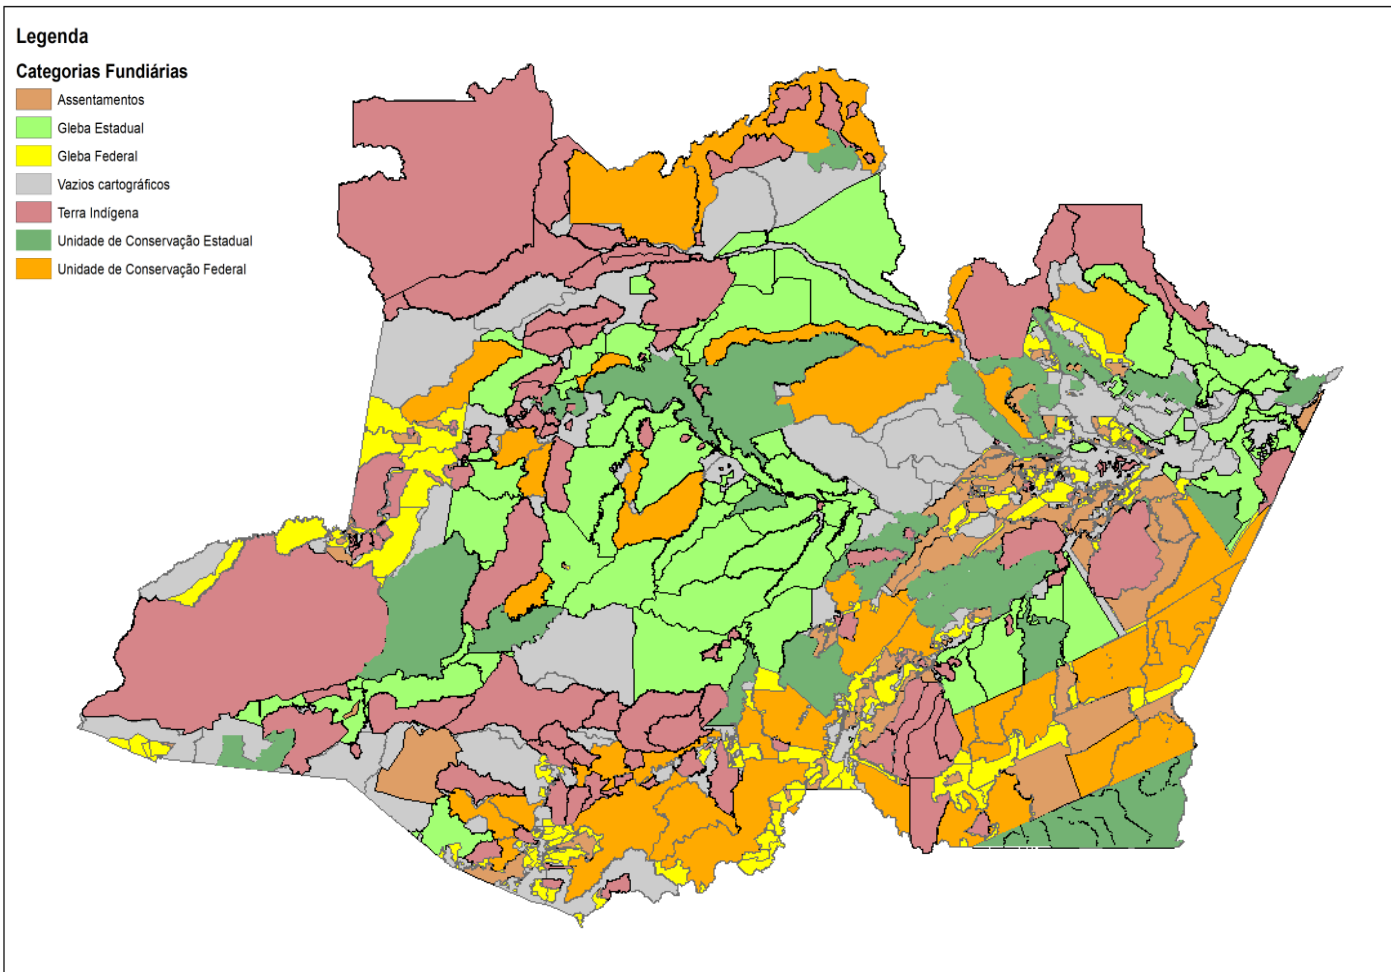 Legenda
Categorias Fundiárias
Assentamentos
Gleba Estadual
Gleba Federal
Vazios cartográficos
Terra Indígena
Unidade de Conservação Estadual
Unidade de Conservação Federal